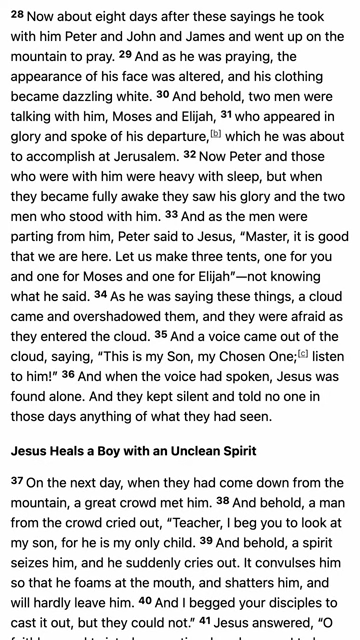 28 Now about eight days after these sayings he took
with him Peter and John and James and went up on the
mountain to pray. 29 And as he was praying, the
appearance of his face was altered, and his clothing
became dazzling white. 30 And behold, two men were
talking with him, Moses and Elijah, 31 who appeared in
glory and spoke of his departure,[b] which he was about
to accomplish at Jerusalem. 32 Now Peter and those
who were with him were heavy with sleep, but when
they became fully awake they saw his glory and the two
men who stood with him. 33 And as the men were
parting from him, Peter said to Jesus, “Master, it is good
that we are here. Let us make three tents, one for you
and one for Moses and one for Elijah”—not knowing
what he said. 34 As he was saying these things, a cloud
came and overshadowed them, and they were afraid as
they entered the cloud. 35 And a voice came out of the
cloud, saying, “This is my Son, my Chosen One;[c] listen
to him!” 36 And when the voice had spoken, Jesus was
found alone. And they kept silent and told no one in
those days anything of what they had seen.
Jesus Heals a Boy with an Unclean Spirit
37 On the next day, when they had come down from the
mountain, a great crowd met him. 38 And behold, a man
from the crowd cried out, “Teacher, I beg you to look at
my son, for he is my only child. 39 And behold, a spirit
seizes him, and he suddenly cries out. It convulses him
so that he foams at the mouth, and shatters him, and
will hardly leave him. 40 And I begged your disciples to
cast it out, but they could not.” 41 Jesus answered, “O